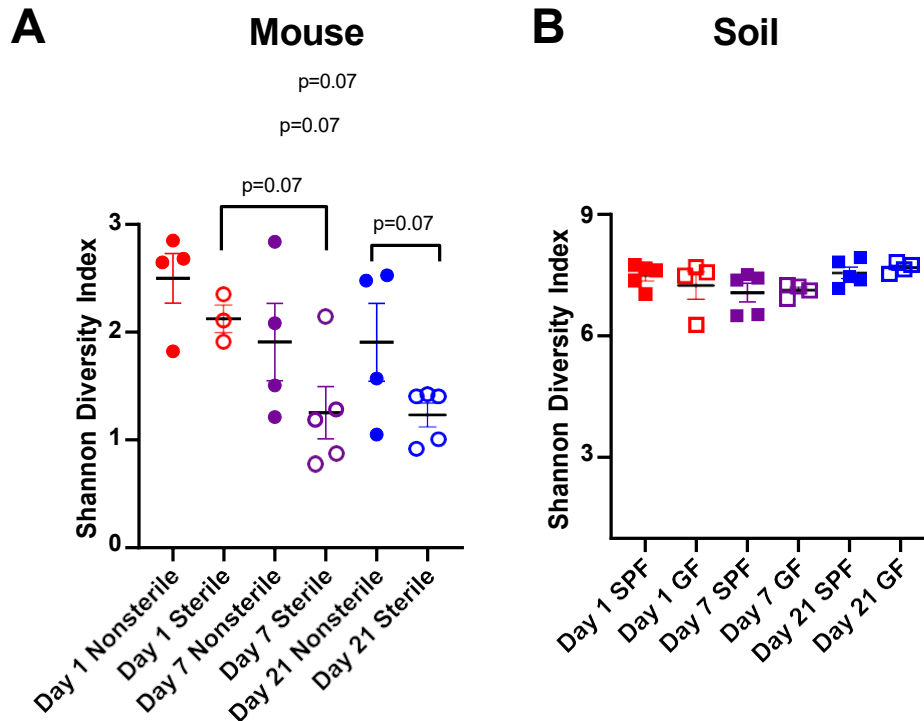 A
Mouse
p=0.07
p=0.07
p=0.07
p=0.07
Shannon Diversity Index
3
2
1
0
Day 1 Nonsterile
Day 1 Sterile
Day 7 Nonsterile
Day 7 Sterile
Day 21 Nonsterile
Day 21 Sterile
B
Soil
Shannon Diversity Index
9
6
3
Day 1 SPF
Day 1 GF
Day 7 SPF
Day 7 GF
Day 21 SPF
Day 21 GF